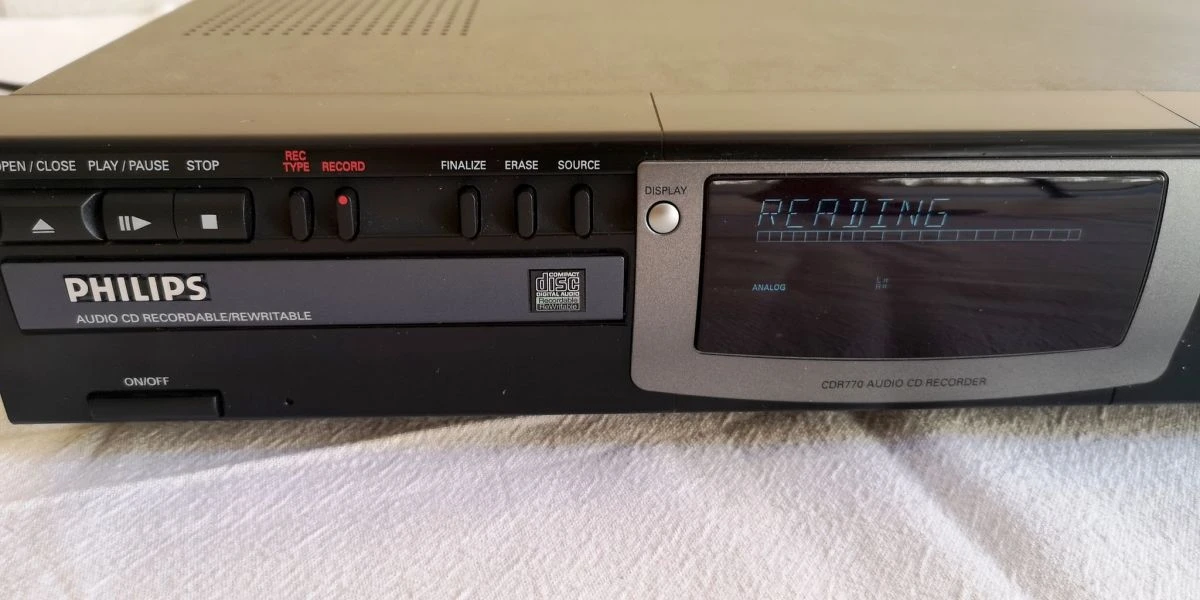 OPEN / CLOSE PLAY / PAUSE STOP REC TYPE RECORD FINALIZE ERASE SOURCE
DISPLAY
READING
ANALOG
L
R
PHILIPS
COMPACT
disc
DIGITAL AUDIO
Recordable
ReWritable
AUDIO CD RECORDABLE/REWRITABLE
ON/OFF
CDR770 AUDIO CD RECORDER